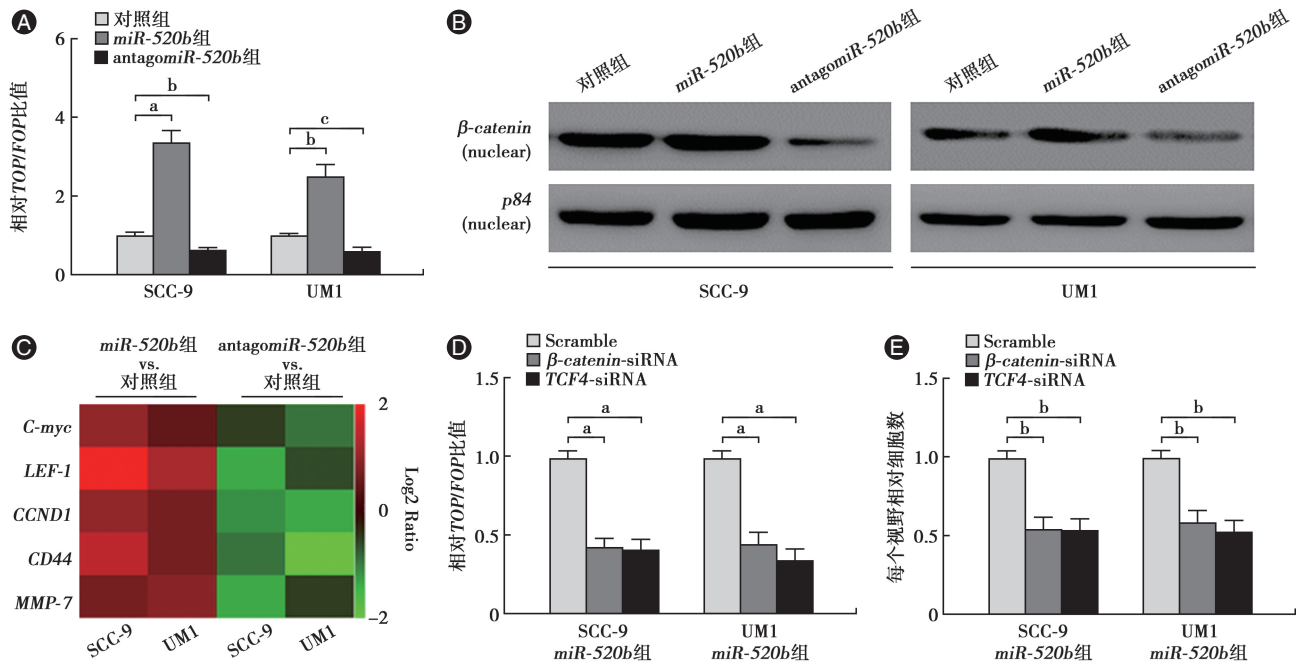 A
对照组
miR-520b组
antagomiR-520b组
相对TOP/FOP比值
6
4
2
0
b
a
c
b
SCC-9
UM1
B
对照组
miR-520b组
antagomiR-520b组
对照组
miR-520b组
antagomiR-520b组
β-catenin
(nuclear)
p84
(nuclear)
SCC-9
UM1
C
miR-520b组
vs.
对照组
antagomiR-520b组
vs.
对照组
C-myc
LEF-1
CCND1
CD44
MMP-7
SCC-9
UM1
SCC-9
UM1
2
0
-2
Log2 Ratio
D
Scramble
β-catenin-siRNA
TCF4-siRNA
相对TOP/FOP比值
1.5
1.0
0.5
0
a
a
a
a
SCC-9
miR-520b组
UM1
miR-520b组
E
Scramble
β-catenin-siRNA
TCF4-siRNA
每个视野相对细胞数
1.5
1.0
0.5
0
b
b
b
b
SCC-9
miR-520b组
UM1
miR-520b组